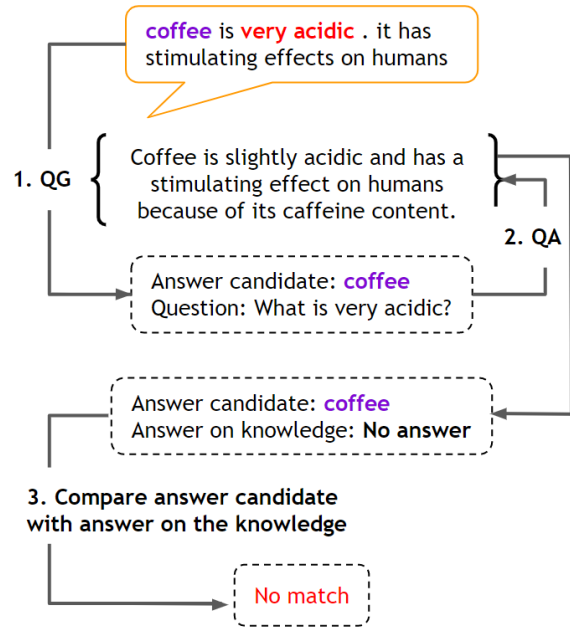 coffee is very acidic . it has
stimulating effects on humans
1. QG
Coffee is slightly acidic and has a
stimulating effect on humans
because of its caffeine content.
2. QA
Answer candidate: coffee
Question: What is very acidic?
Answer candidate: coffee
Answer on knowledge: No answer
3. Compare answer candidate
with answer on the knowledge
No match